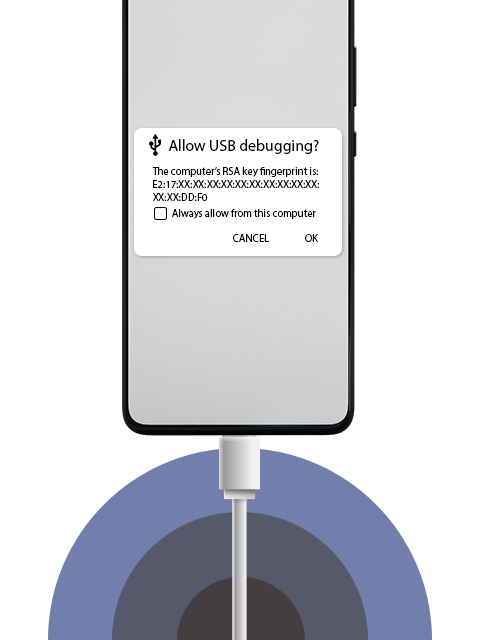 Allow USB debugging?
The computer's RSA key fingerprint is:
E2:17:XX:XX:XX:XX:XX:XX:XX:XX:XX:XX:
XX:XX:DD:F0
Always allow from this computer
CANCEL OK